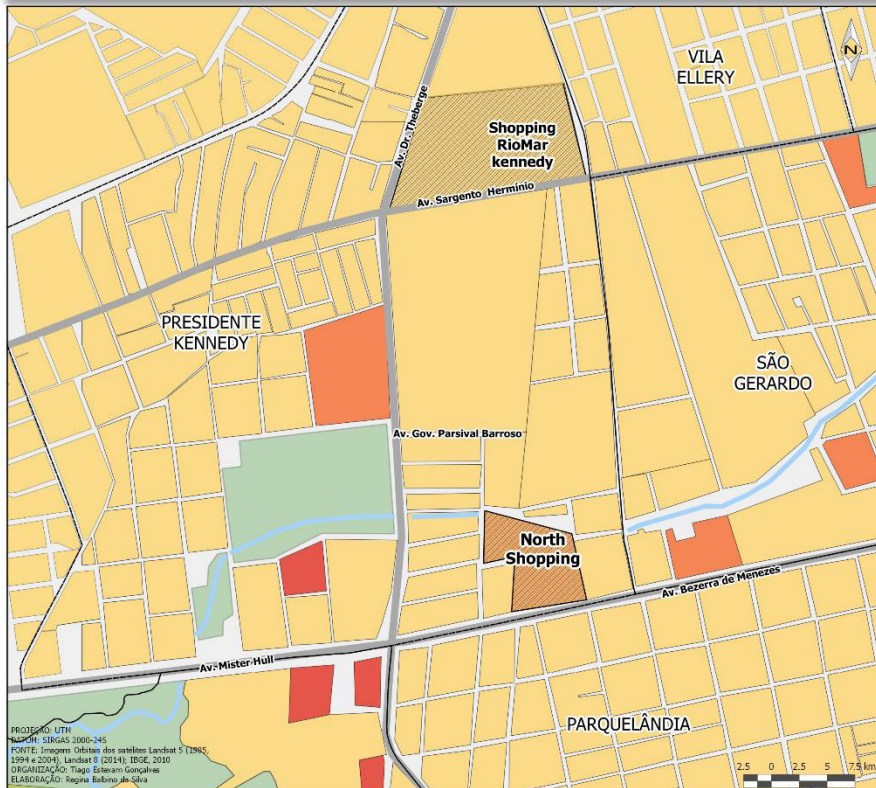 VILA
ELLERY
N
Av. Dr. Theberge
Shopping
RioMar
kennedy
Av. Sargento Hermínio
PRESIDENTE
KENNEDY
SÃO
GERARDO
Av. Gov. Parsival Barroso
North
Shopping
Av. Bezerra de Menezes
Av. Mister Hull
PARQUELÂNDIA
PROJEÇÃO: UTM
DATUM: SIRGAS 2000-24S
FONTE: Imagens Orbitais dos satélites Landsat 5 (1985,
1994 e 2004), Landsat 8 (2014); IBGE, 2010
ORGANIZAÇÃO: Tiago Estevam Gonçalves
ELABORAÇÃO: Regina Balbino da Silva
2.5 0 2.5 5 7.5 km